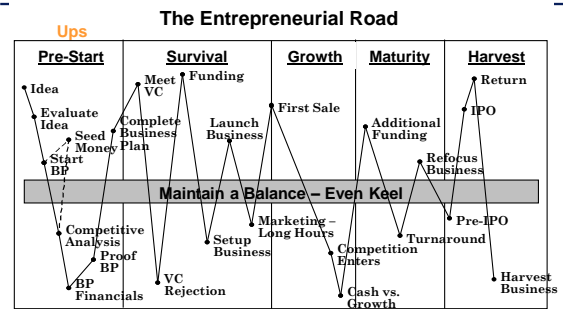 The Entrepreneurial Road
Ups
Pre-Start
Survival
Growth
Maturity
Harvest
Idea
Evaluate
Idea
Seed
Money
Start
BP
Competitive
Analysis
BP
Financials
Proof
BP
Complete
Business
Plan
Meet
VC
VC
Rejection
Funding
Setup
Business
Launch
Business
Marketing –
Long Hours
First Sale
Competition
Enters
Cash vs.
Growth
Additional
Funding
Turnaround
Refocus
Business
Pre-IPO
IPO
Return
Harvest
Business
Maintain a Balance – Even Keel